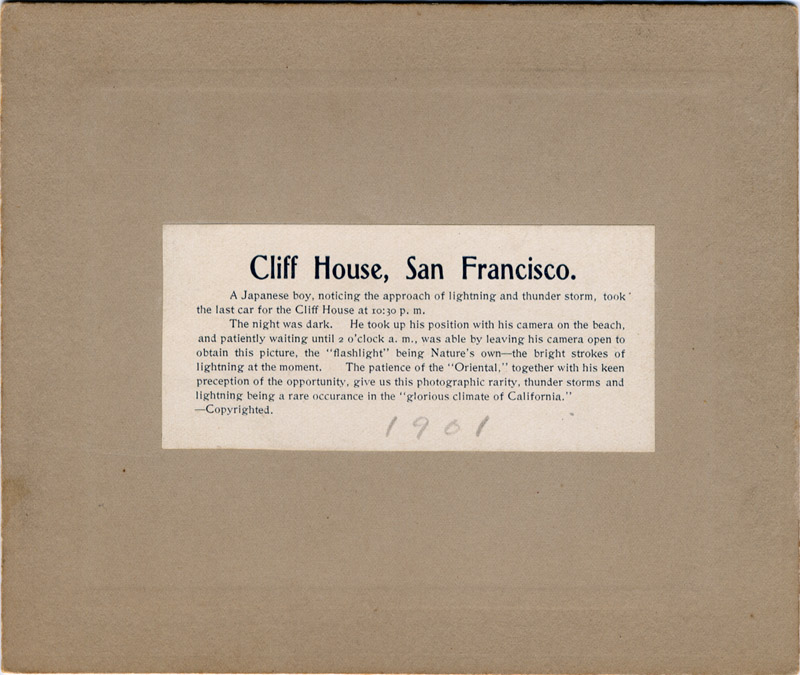 Cliff House, San Francisco.
A Japanese boy, noticing the approach of lightning and thunder storm, took
the last car for the Cliff House at 10:30 p. m.
The night was dark. He took up his position with his camera on the beach,
and patiently waiting until 2 o'clock a. m., was able by leaving his camera open to
obtain this picture, the "flashlight" being Nature's own—the bright strokes of
lightning at the moment. The patience of the "Oriental," together with his keen
preception of the opportunity, give us this photographic rarity, thunder storms and
lightning being a rare occurance in the "glorious climate of California."
—Copyrighted.
1901